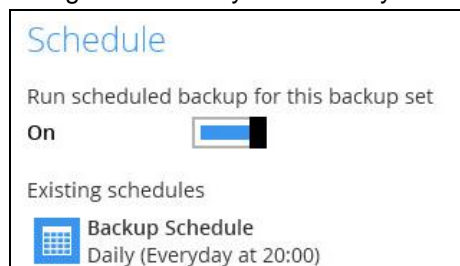 Schedule
Run scheduled backup for this backup set
On
Existing schedules
Backup Schedule
Daily (Everyday at 20:00)